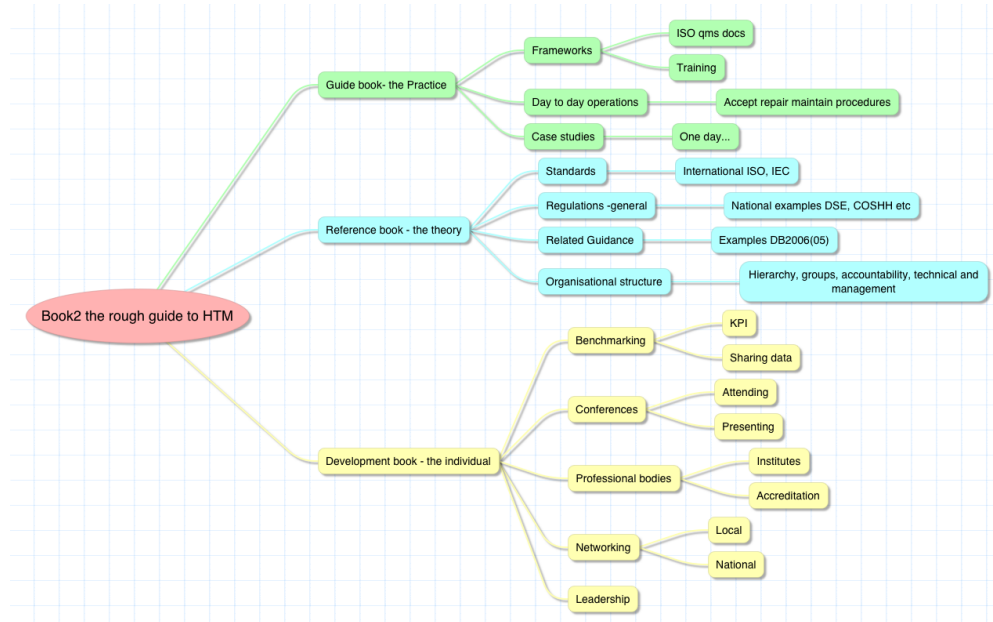 Book2 the rough guide to HTM
Guide book- the Practice
Frameworks
ISO qms docs
Training
Day to day operations
Accept repair maintain procedures
Case studies
One day...
Reference book - the theory
Standards
International ISO, IEC
Regulations -general
National examples DSE, COSHH etc
Related Guidance
Examples DB2006(05)
Organisational structure
Hierarchy, groups, accountability, technical and
management
Development book - the individual
Benchmarking
KPI
Sharing data
Conferences
Attending
Presenting
Professional bodies
Institutes
Accreditation
Networking
Local
National
Leadership